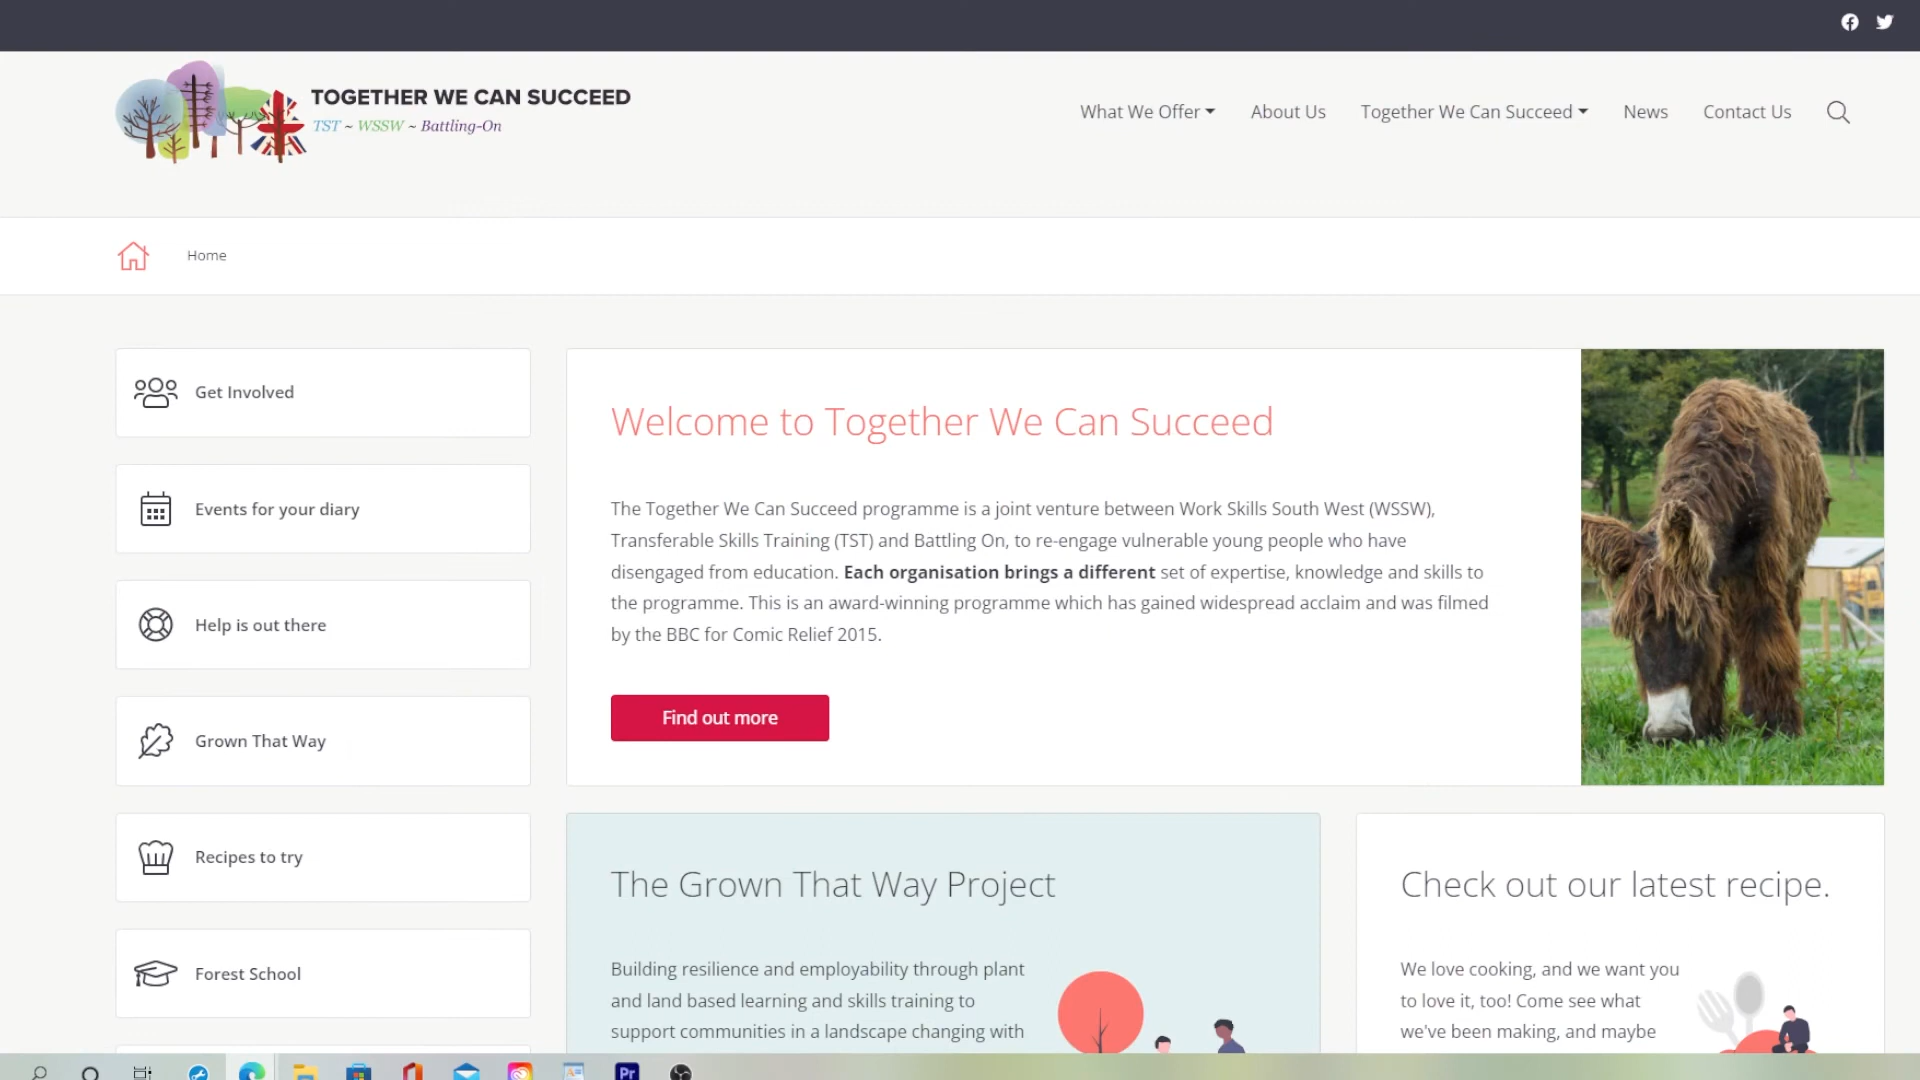 TOGETHER WE CAN SUCCEED
TST ~ WSSW ~ Battling-On
What We Offer
About Us
Together We Can Succeed
News
Contact Us
Home
Get Involved
Events for your diary
Help is out there
Grown That Way
Recipes to try
Forest School
Welcome to Together We Can Succeed
The Together We Can Succeed programme is a joint venture between Work Skills South West (WSSW),
Transferable Skills Training (TST) and Battling On, to re-engage vulnerable young people who have
disengaged from education. Each organisation brings a different set of expertise, knowledge and skills to
the programme. This is an award-winning programme which has gained widespread acclaim and was filmed
by the BBC for Comic Relief 2015.
Find out more
The Grown That Way Project
Building resilience and employability through plant
and land based learning and skills training to
support communities in a landscape changing with
Check out our latest recipe.
We love cooking, and we want you
to love it, too! Come see what
we've been making, and maybe
Pr